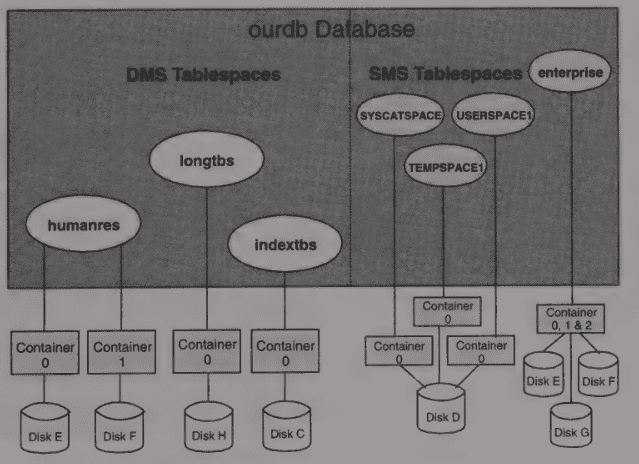 ourdb Database
DMS Tablespaces
SMS Tablespaces
enterprise
SYSCATSPACE
USERSPACE1
longtbs
TEMPSPACE1
humanres
indextbs
Container
0
Container
0, 1 & 2
Container
0
Container
1
Container
0
Container
0
Container
0
Container
0
Disk E
Disk F
Disk D
Disk E
Disk F
Disk H
Disk C
Disk G